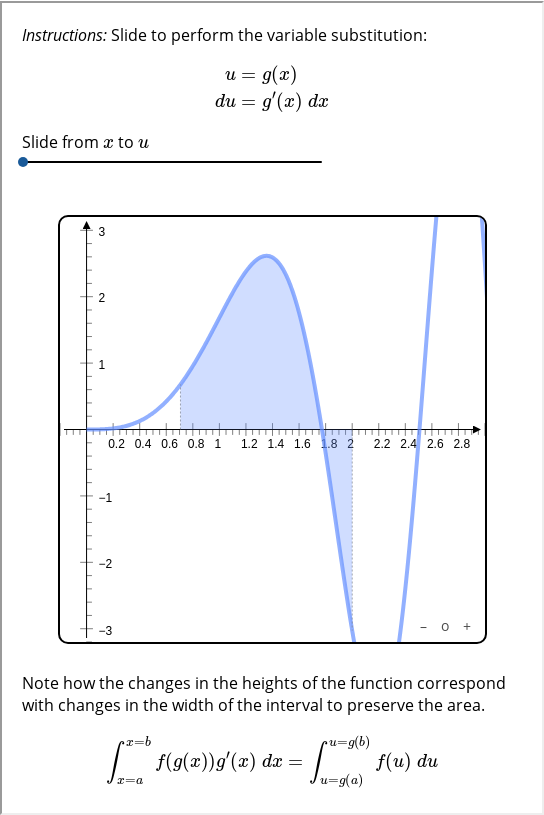 Instructions: Slide to perform the variable substitution:
u = g(x)
du = g′(x) dx
Slide from x to u
3
2
1
0.2 0.4 0.6 0.8 1 1.2 1.4 1.6 1.8 2 2.2 2.4 2.6 2.8
−1
−2
−3
− o +
Note how the changes in the heights of the function correspond
with changes in the width of the interval to preserve the area.
∫_{x=a}^{x=b} f(g(x))g′(x) dx = ∫_{u=g(a)}^{u=g(b)} f(u) du